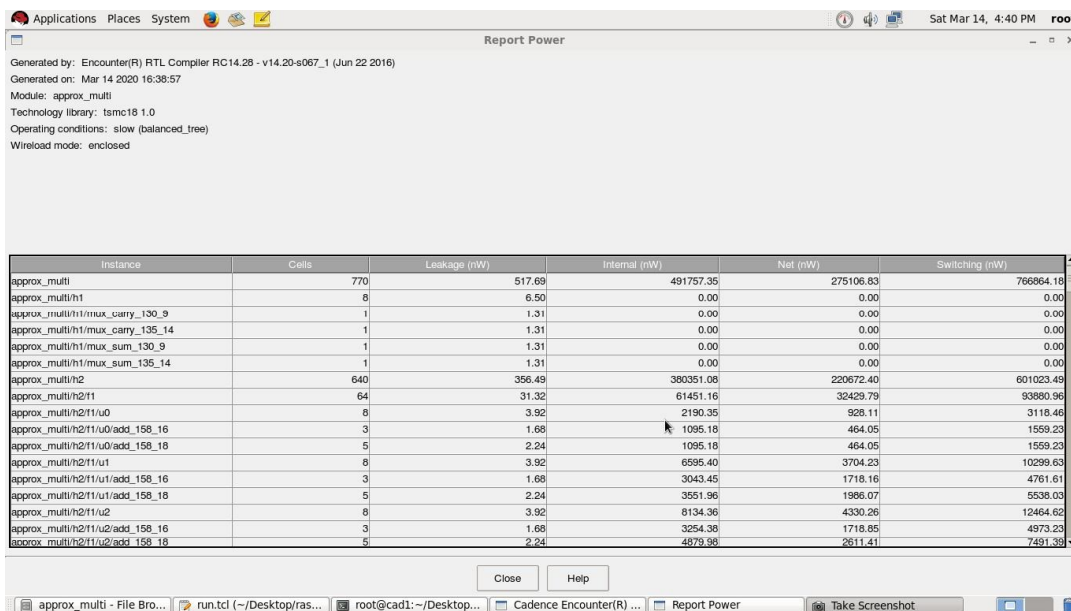 Applications Places System Sat Mar 14, 4:40 PM roo
Report Power
Generated by: Encounter(R) RTL Compiler RC14.28 - v14.20-s067_1 (Jun 22 2016)
Generated on: Mar 14 2020 16:38:57
Module: approx_multi
Technology library: tsmc18 1.0
Operating conditions: slow (balanced_tree)
Wireload mode: enclosed
Instance Cells Leakage (nW) Internal (nW) Net (nW) Switching (nW)
approx_multi 770 517.69 491757.35 275106.83 766864.18
approx_multi/h1 8 6.50 0.00 0.00 0.00
approx_multi/h1/mux_carry_130_9 1 1.31 0.00 0.00 0.00
approx_multi/h1/mux_carry_135_14 1 1.31 0.00 0.00 0.00
approx_multi/h1/mux_sum_130_9 1 1.31 0.00 0.00 0.00
approx_multi/h1/mux_sum_135_14 1 1.31 0.00 0.00 0.00
approx_multi/h2 640 356.49 380351.08 220672.40 601023.49
approx_multi/h2/f1 64 31.32 61451.16 32429.79 93880.96
approx_multi/h2/f1/u0 8 3.92 2190.35 928.11 3118.46
approx_multi/h2/f1/u0/add_158_16 3 1.68 1095.18 464.05 1559.23
approx_multi/h2/f1/u0/add_158_18 5 2.24 1095.18 464.05 1559.23
approx_multi/h2/f1/u1 8 3.92 6595.40 3704.23 10299.63
approx_multi/h2/f1/u1/add_158_16 3 1.68 3043.45 1718.16 4761.61
approx_multi/h2/f1/u1/add_158_18 5 2.24 3551.96 1986.07 5538.03
approx_multi/h2/f1/u2 8 3.92 8134.36 4330.26 12464.62
approx_multi/h2/f1/u2/add_158_16 3 1.68 3254.38 1718.85 4973.23
approx_multi/h2/f1/u2/add_158_18 5 2.24 4879.98 2611.41 7491.39
Close Help
approx_multi - File Bro... run.tcl (~/Desktop/ras... root@cad1:~/Desktop... Cadence Encounter(R) ... Report Power Take Screenshot